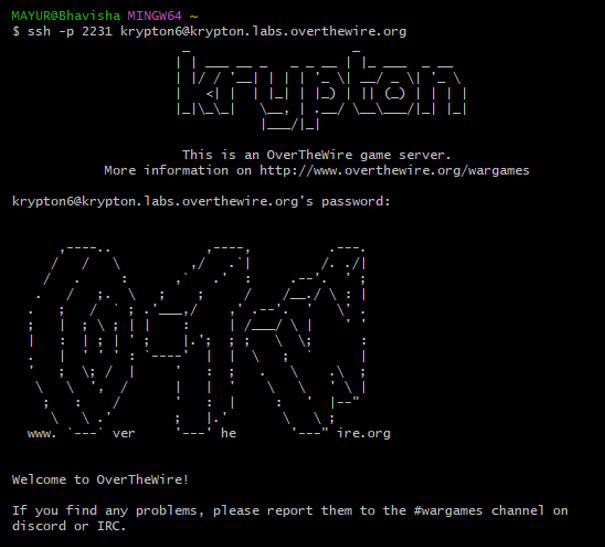 MAYUR@Bhavisha MINGW64 ~
$ ssh -p 2231 krypton6@krypton.labs.overthewire.org
krypton
This is an OverTheWire game server.
More information on http://www.overthewire.org/wargames
krypton6@krypton.labs.overthewire.org's password:
www. ver he ire.org
Welcome to OverTheWire!
If you find any problems, please report them to the #wargames channel on
discord or IRC.